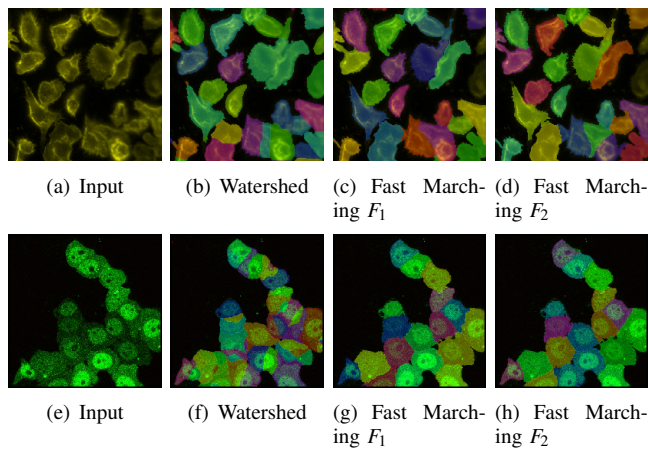 (a) Input
(b) Watershed
(c) Fast March-
ing F1
(d) Fast March-
ing F2
(e) Input
(f) Watershed
(g) Fast March-
ing F1
(h) Fast March-
ing F2